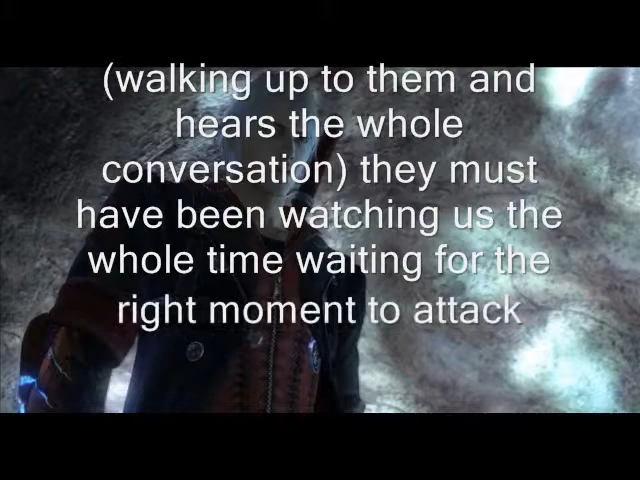 (walking up to them and
hears the whole
conversation) they must
have been watching us the
whole time waiting for the
right moment to attack